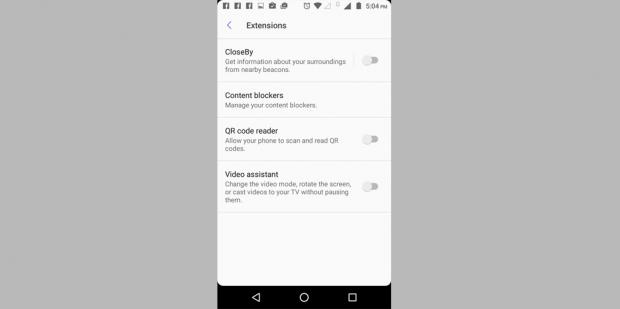 5:04 PM
Extensions
CloseBy
Get information about your surroundings
from nearby beacons.
Content blockers
Manage your content blockers.
QR code reader
Allow your phone to scan and read QR
codes.
Video assistant
Change the video mode, rotate the screen,
or cast videos to your TV without pausing
them.